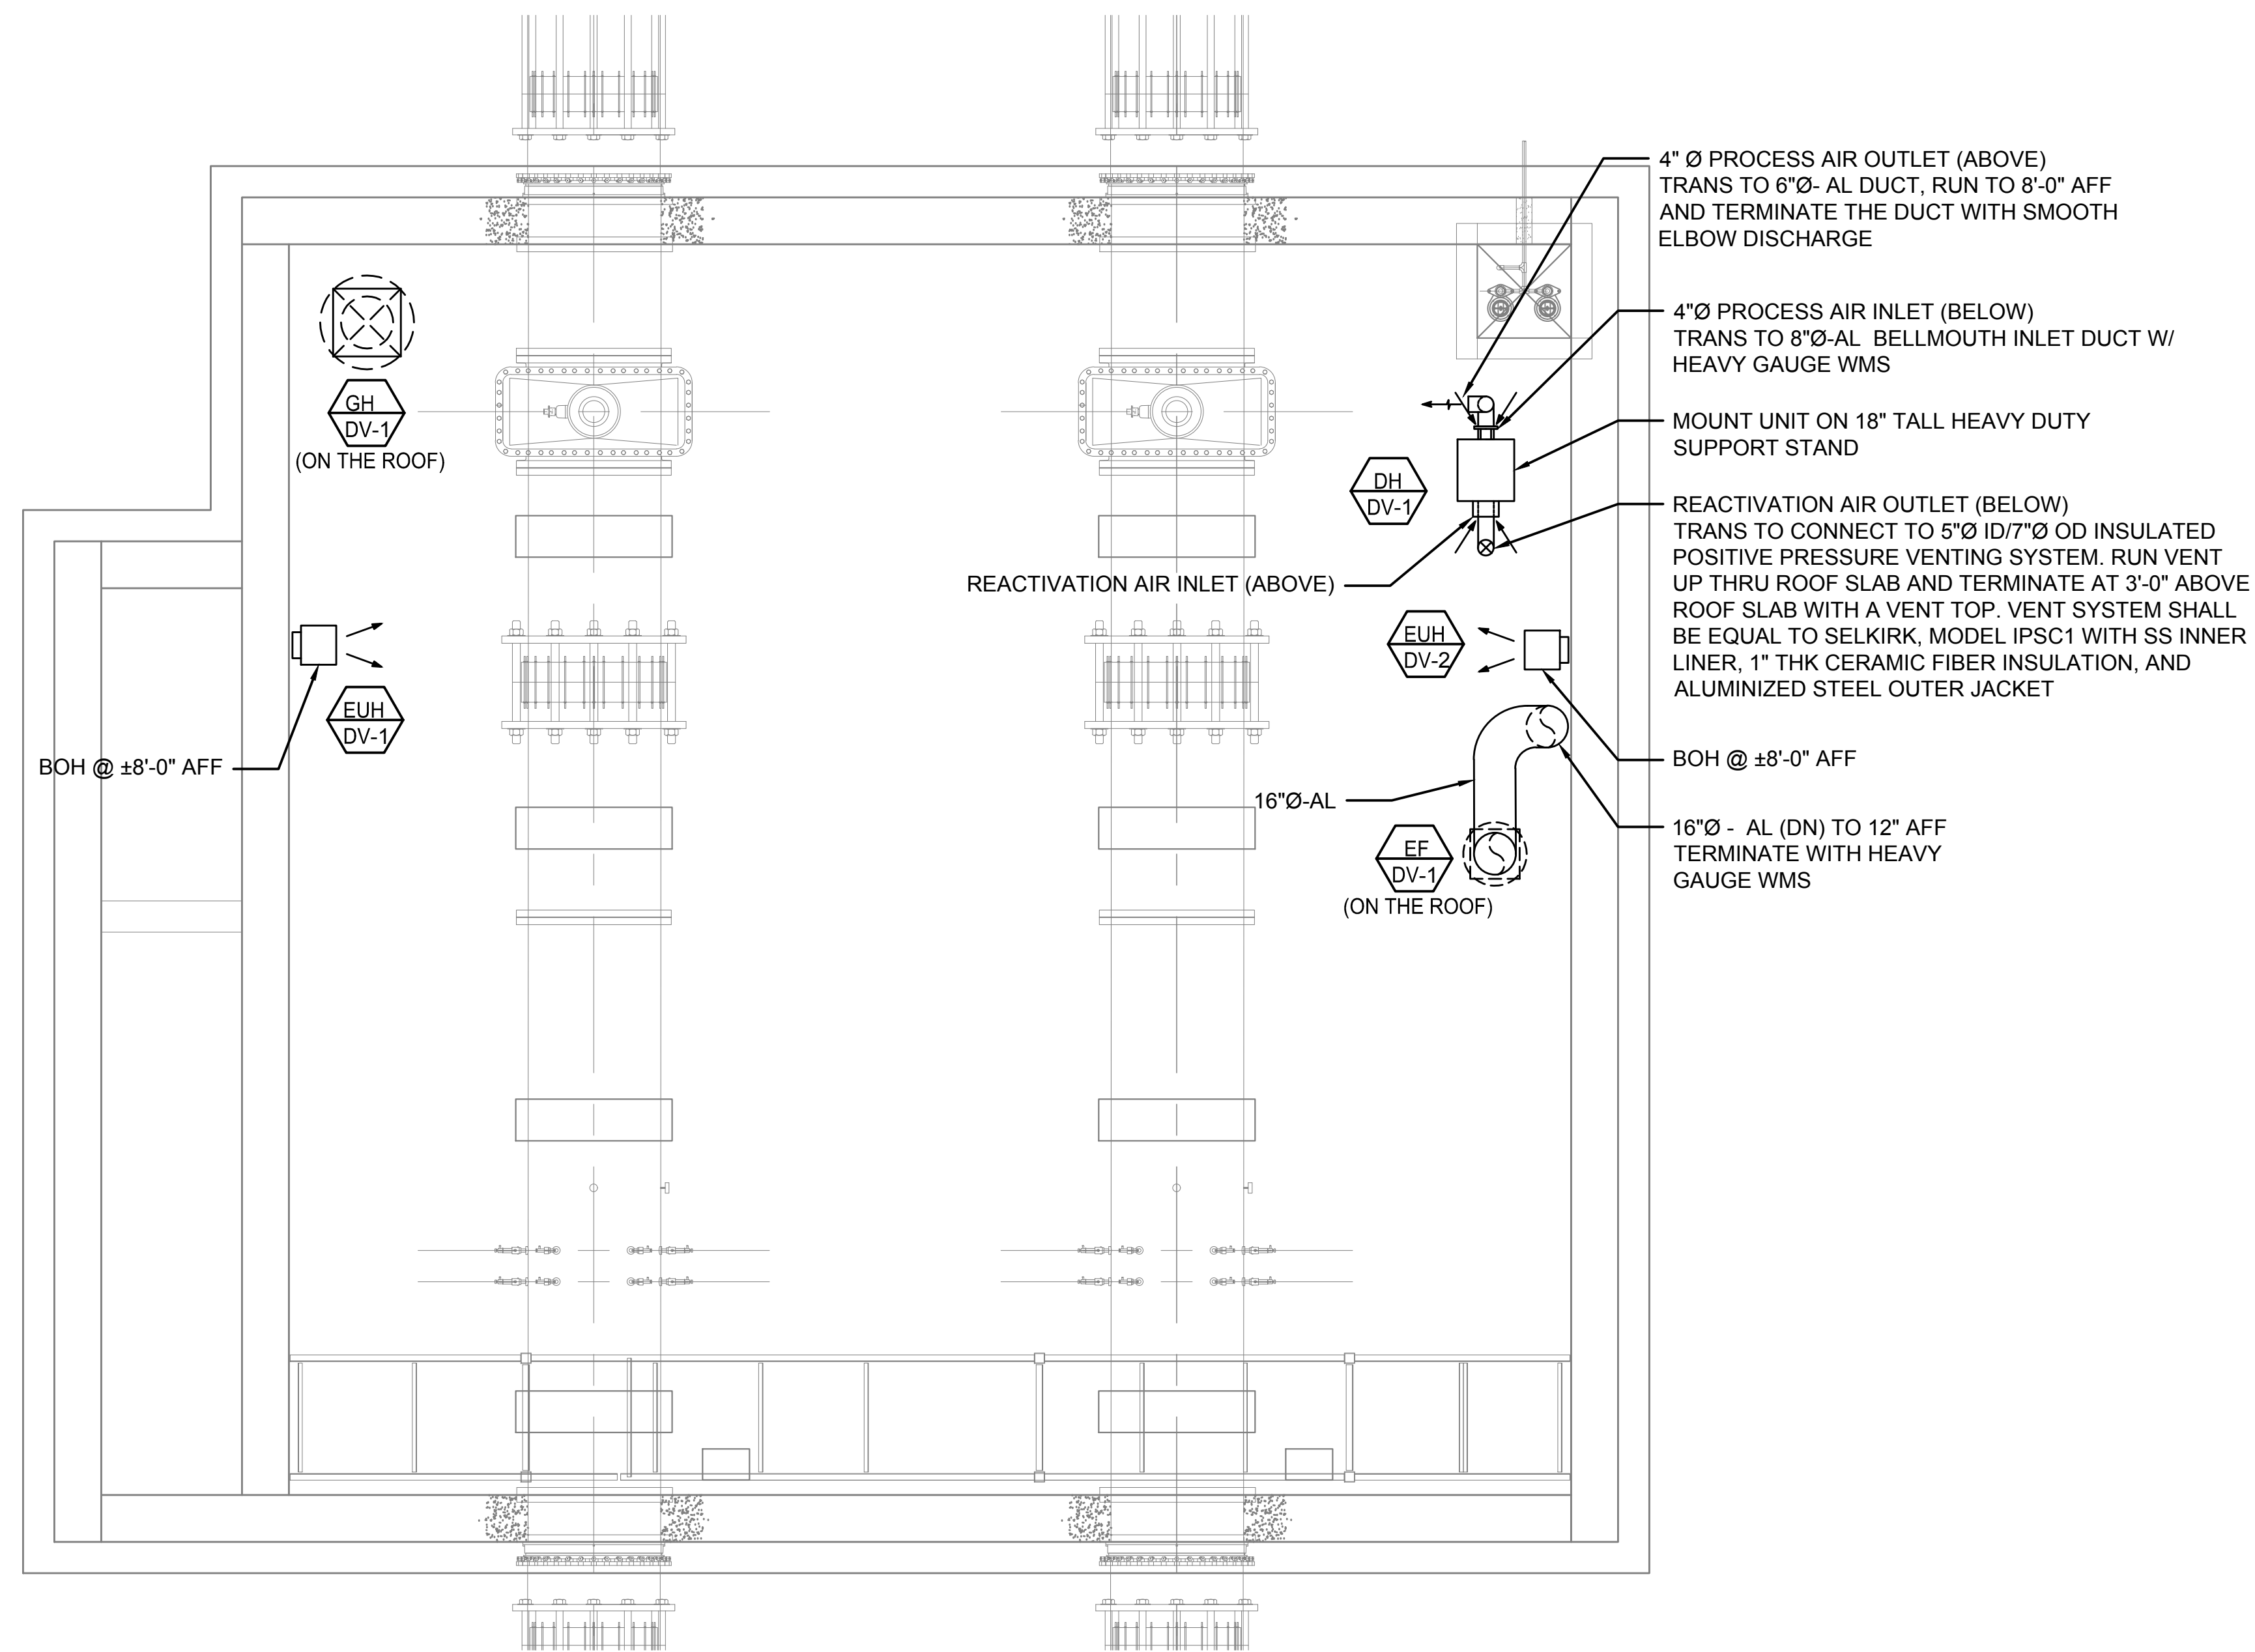 4" Ø PROCESS AIR OUTLET (ABOVE)
TRANS TO 6"Ø- AL DUCT, RUN TO 8'-0" AFF
AND TERMINATE THE DUCT WITH SMOOTH
ELBOW DISCHARGE
4"Ø PROCESS AIR INLET (BELOW)
TRANS TO 8"Ø-AL BELLMOUTH INLET DUCT W/
HEAVY GAUGE WMS
GH
DV-1
(ON THE ROOF)
MOUNT UNIT ON 18" TALL HEAVY DUTY
SUPPORT STAND
DH
DV-1
REACTIVATION AIR OUTLET (BELOW)
TRANS TO CONNECT TO 5"Ø ID/7"Ø OD INSULATED
POSITIVE PRESSURE VENTING SYSTEM. RUN VENT
UP THRU ROOF SLAB AND TERMINATE AT 3'-0" ABOVE
ROOF SLAB WITH A VENT TOP. VENT SYSTEM SHALL
BE EQUAL TO SELKIRK, MODEL IPSC1 WITH SS INNER
LINER, 1" THK CERAMIC FIBER INSULATION, AND
ALUMINIZED STEEL OUTER JACKET
REACTIVATION AIR INLET (ABOVE)
EUH
DV-2
EUH
DV-1
BOH @ ±8'-0" AFF
BOH @ ±8'-0" AFF
16"Ø-AL
16"Ø - AL (DN) TO 12" AFF
TERMINATE WITH HEAVY
GAUGE WMS
EF
DV-1
(ON THE ROOF)